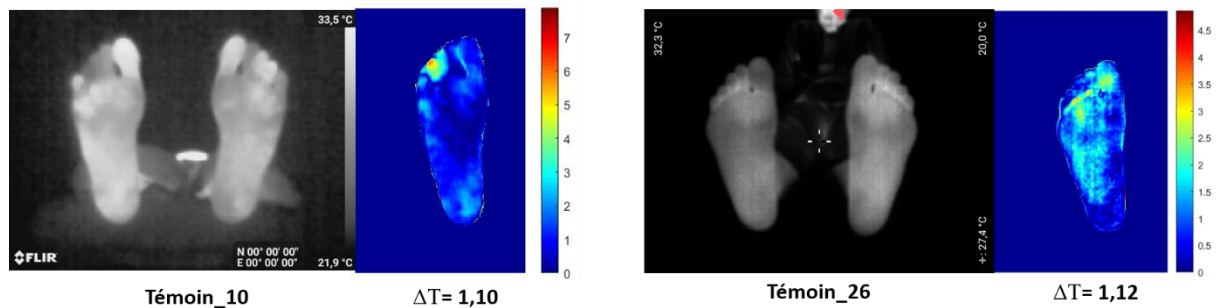 33,5 °C
FLIR
N 00° 00' 00"
E 00° 00' 00"
21,9 °C
7
6
5
4
3
2
1
0
Témoin_10
ΔT= 1,10
32,3 °C
20,0 °C
+:27,4 °C
4.5
4
3.5
3
2.5
2
1.5
1
0.5
0
Témoin_26
ΔT= 1,12